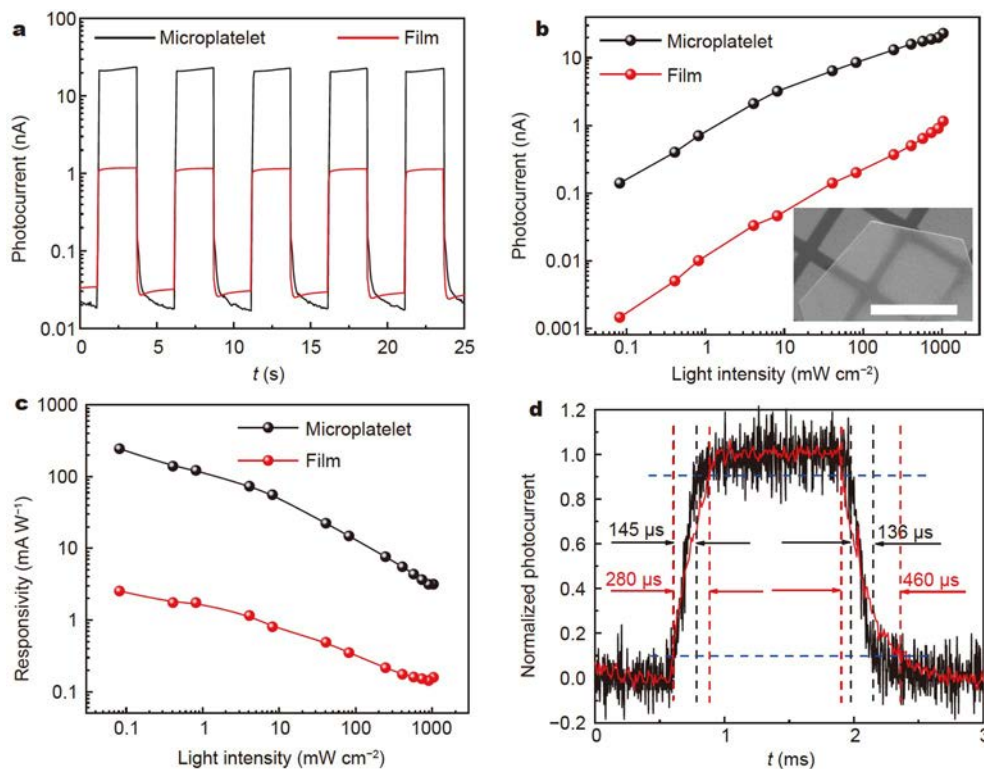 a
Microplatelet
Film
100
10
1
0.1
0.01
Photocurrent (nA)
0
5
10
15
20
25
t (s)
b
Microplatelet
Film
10
1
0.1
0.01
0.001
Photocurrent (nA)
0.1
1
10
100
1000
Light intensity (mW cm⁻²)
c
Microplatelet
Film
1000
100
10
1
0.1
Responsivity (mA W⁻¹)
0.1
1
10
100
1000
Light intensity (mW cm⁻²)
d
1.2
1.0
0.8
0.6
0.4
0.2
0.0
−0.2
Normalized photocurrent
145 µs
136 µs
280 µs
460 µs
0
1
2
3
t (ms)